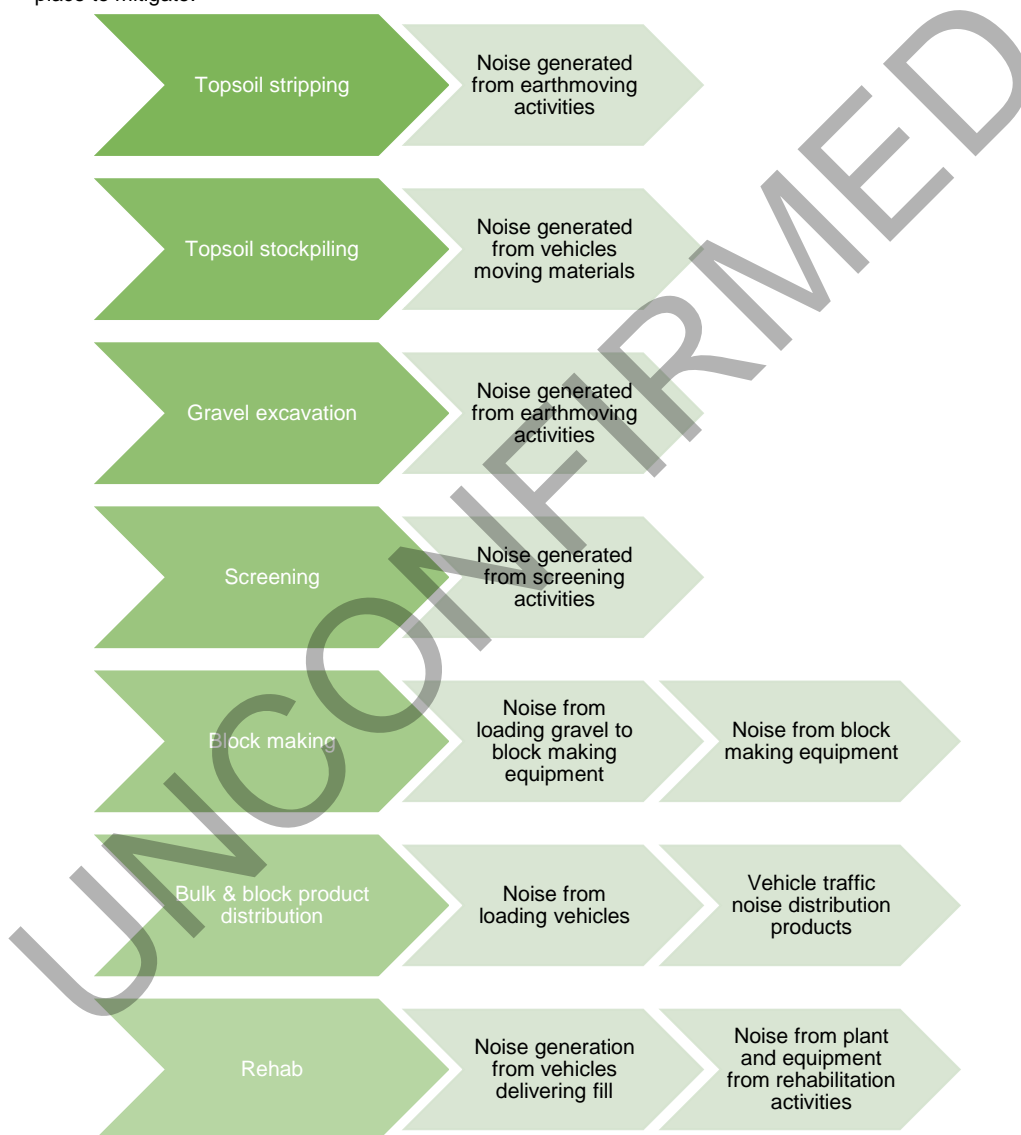 place to mitigate.
Topsoil stripping
Noise generated
from earthmoving
activities
Topsoil stockpiling
Noise generated
from vehicles
moving materials
Gravel excavation
Noise generated
from earthmoving
activities
Screening
Noise generated
from screening
activities
Block making
Noise from
loading gravel to
block making
equipment
Noise from block
making equipment
Bulk & block product
distribution
Noise from
loading vehicles
Vehicle traffic
noise distribution
products
Rehab
Noise generation
from vehicles
delivering fill
Noise from plant
and equipment
from rehabilitation
activities
UNCONFIRMED